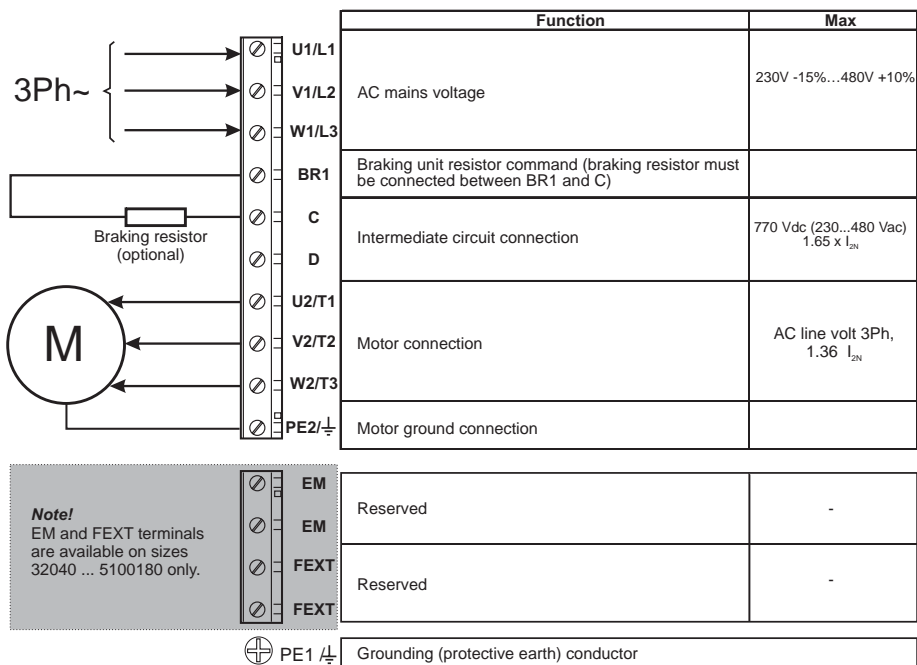 Function Max
3Ph~
U1/L1
V1/L2
W1/L3
AC mains voltage
230V -15%...480V +10%
BR1
Braking unit resistor command (braking resistor must
be connected between BR1 and C)
C
D
Braking resistor
(optional)
Intermediate circuit connection
770 Vdc (230...480 Vac)
1.65 x I2N
U2/T1
V2/T2
W2/T3
M
Motor connection
AC line volt 3Ph,
1.36 I2N
PE2/⏚ Motor ground connection
Note!
EM and FEXT terminals
are available on sizes
32040 ... 5100180 only.
EM
EM
Reserved -
FEXT
FEXT
Reserved -
PE1 /⏚ Grounding (protective earth) conductor